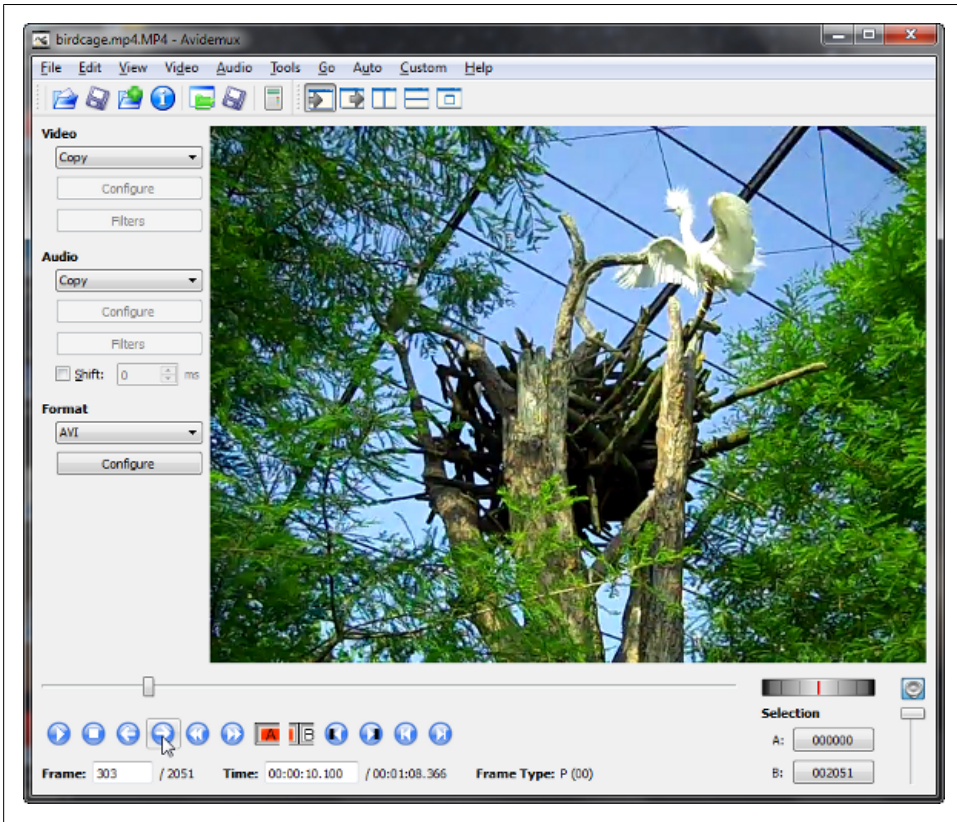 birdcage.mp4.MP4 - Avidemux
File Edit View Video Audio Tools Go Auto Custom Help
Video
Copy
Configure
Filters
Audio
Copy
Configure
Filters
Shift: 0 ms
Format
AVI
Configure
A B
Selection
A: 000000
B: 002051
Frame: 303 / 2051 Time: 00:00:10.100 / 00:01:08.366 Frame Type: P (00)